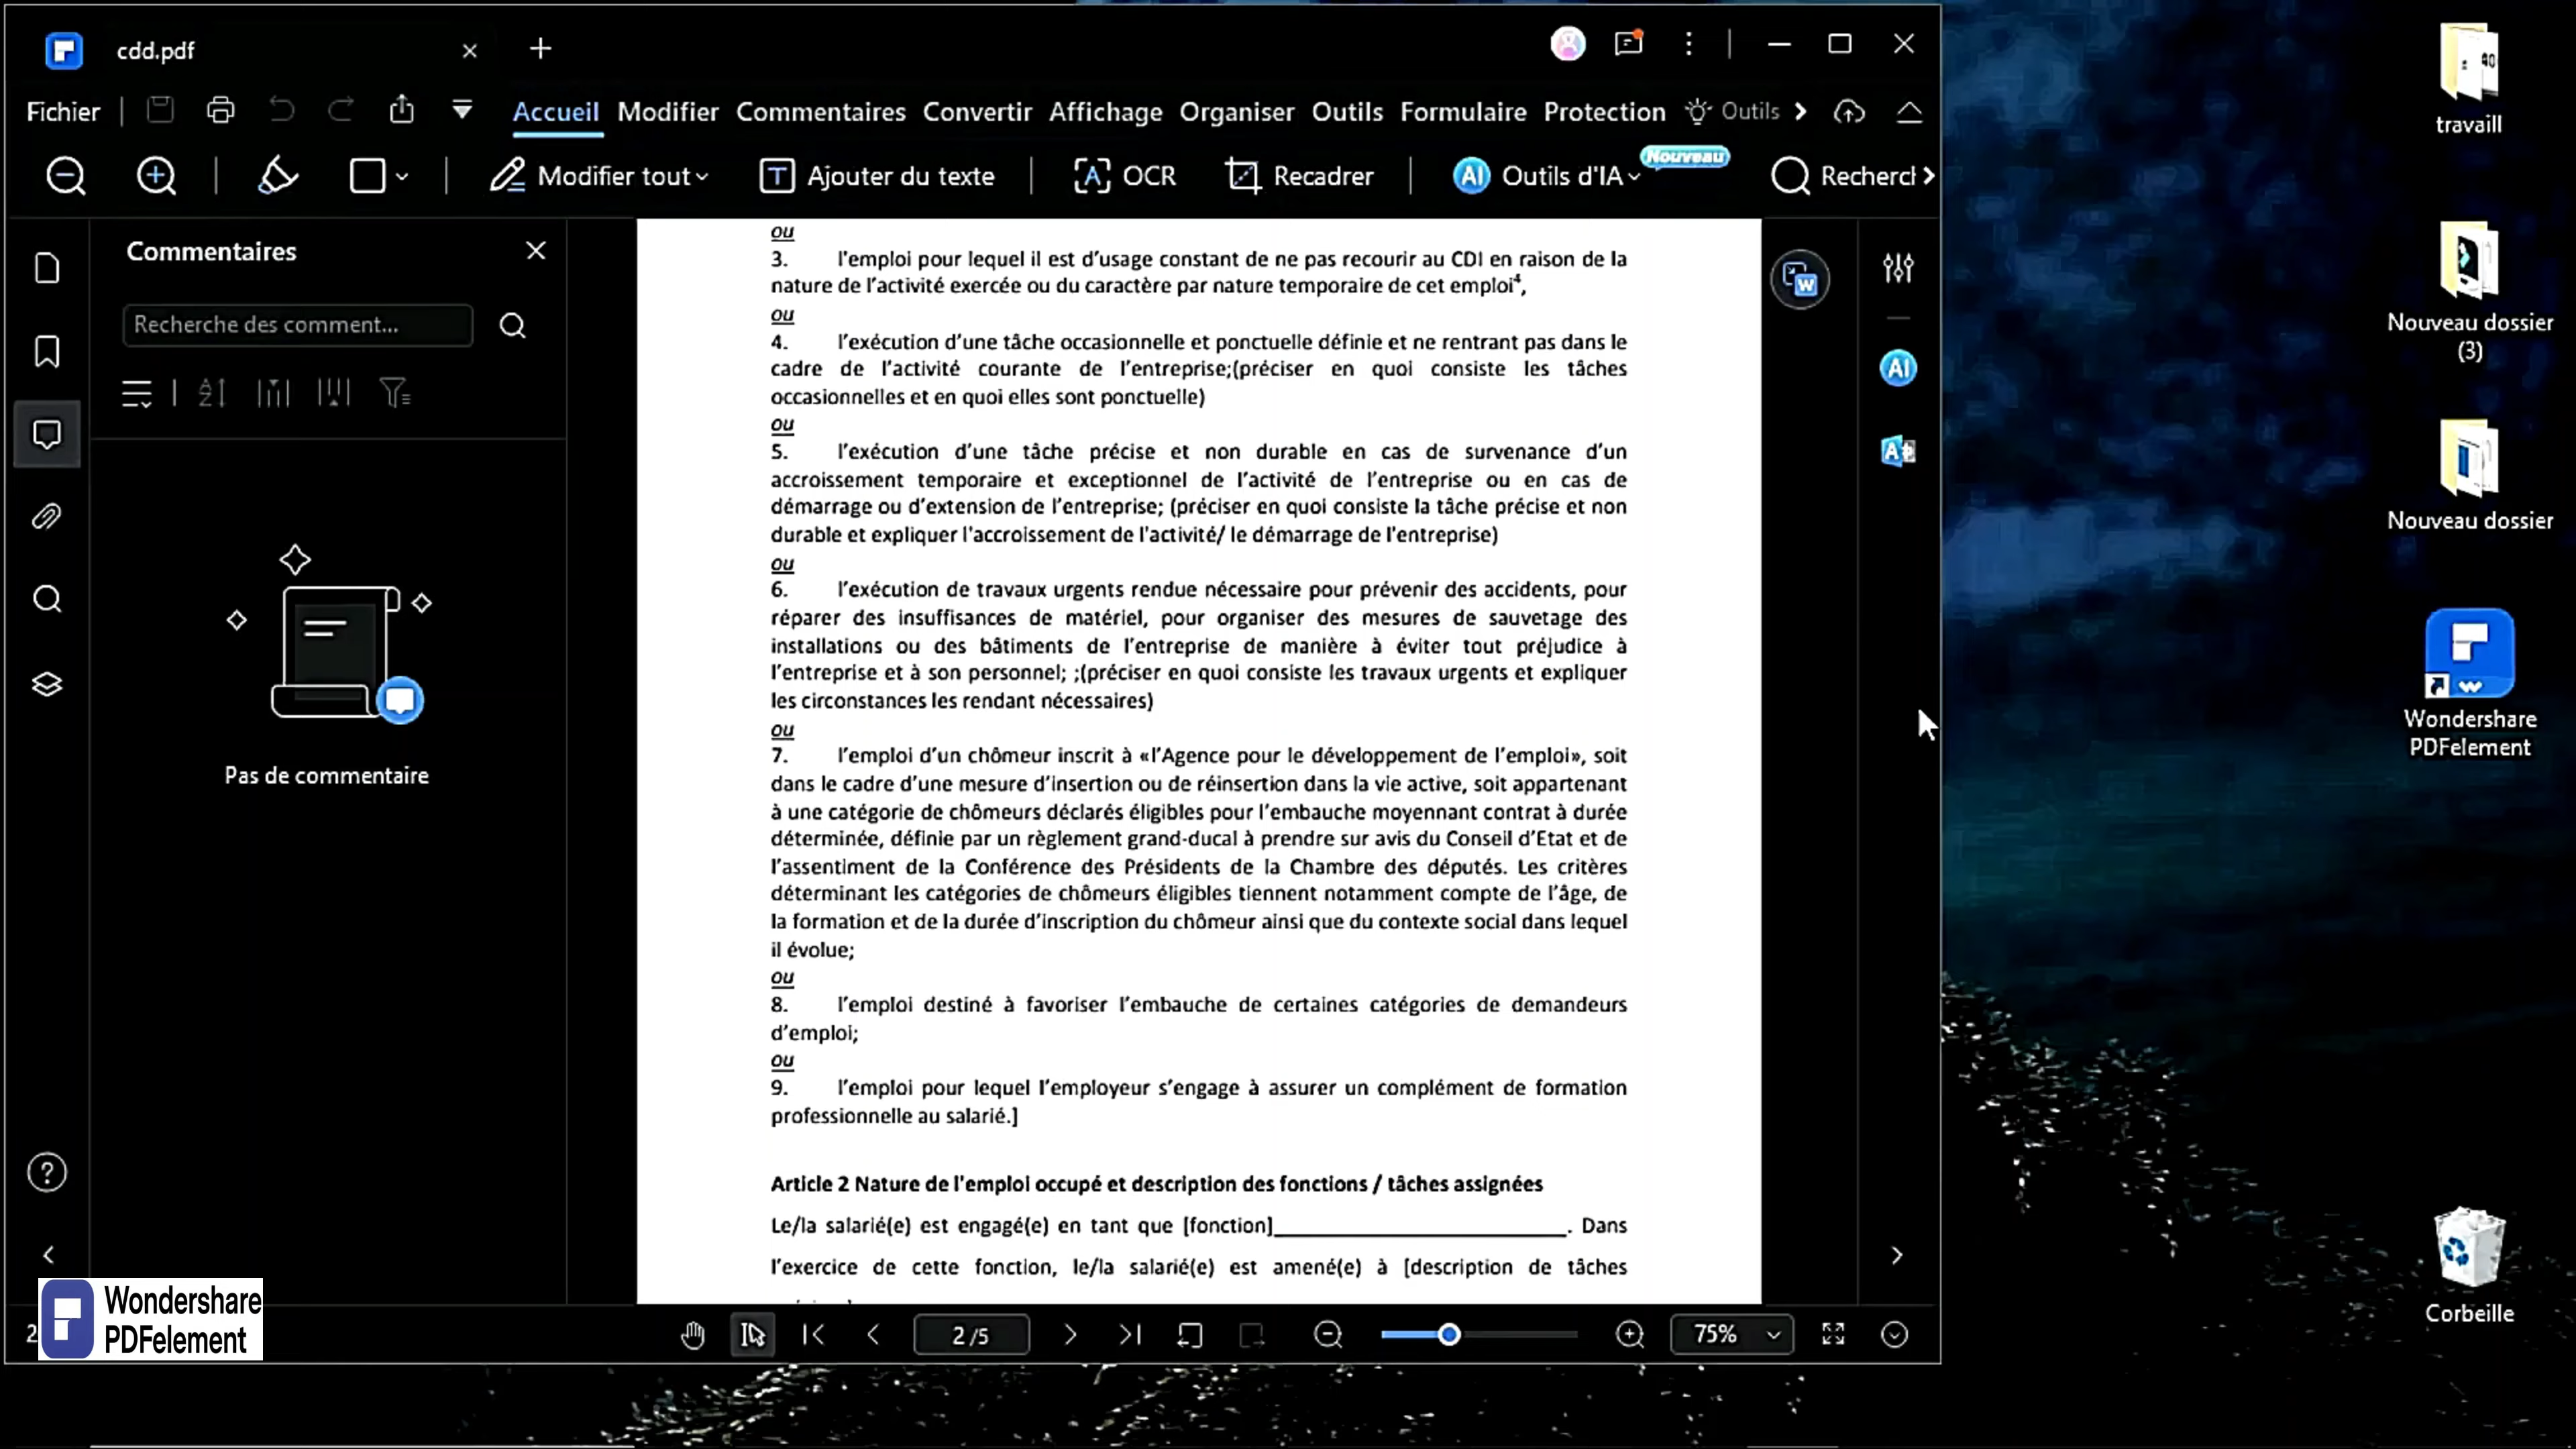 cdd.pdf
Fichier
Accueil Modifier Commentaires Convertir Affichage Organiser Outils Formulaire Protection Outils
Modifier tout
Ajouter du texte
OCR
Recadrer
Outils d'IA
Nouveau
Recherch
Commentaires
Recherche des comment...
Pas de commentaire
ou
3. l'emploi pour lequel il est d'usage constant de ne pas recourir au CDI en raison de la
nature de l'activité exercée ou du caractère par nature temporaire de cet emploi⁴,
ou
4. l'exécution d'une tâche occasionnelle et ponctuelle définie et ne rentrant pas dans le
cadre de l'activité courante de l'entreprise;(préciser en quoi consiste les tâches
occasionnelles et en quoi elles sont ponctuelle)
ou
5. l'exécution d'une tâche précise et non durable en cas de survenance d'un
accroissement temporaire et exceptionnel de l'activité de l'entreprise ou en cas de
démarrage ou d'extension de l'entreprise; (préciser en quoi consiste la tâche précise et non
durable et expliquer l'accroissement de l'activité/ le démarrage de l'entreprise)
ou
6. l'exécution de travaux urgents rendue nécessaire pour prévenir des accidents, pour
réparer des insuffisances de matériel, pour organiser des mesures de sauvetage des
installations ou des bâtiments de l'entreprise de manière à éviter tout préjudice à
l'entreprise et à son personnel; ;(préciser en quoi consiste les travaux urgents et expliquer
les circonstances les rendant nécessaires)
ou
7. l'emploi d'un chômeur inscrit à «l'Agence pour le développement de l'emploi», soit
dans le cadre d'une mesure d'insertion ou de réinsertion dans la vie active, soit appartenant
à une catégorie de chômeurs déclarés éligibles pour l'embauche moyennant contrat à durée
déterminée, définie par un règlement grand-ducal à prendre sur avis du Conseil d'Etat et de
l'assentiment de la Conférence des Présidents de la Chambre des députés. Les critères
déterminant les catégories de chômeurs éligibles tiennent notamment compte de l'âge, de
la formation et de la durée d'inscription du chômeur ainsi que du contexte social dans lequel
il évolue;
ou
8. l'emploi destiné à favoriser l'embauche de certaines catégories de demandeurs
d'emploi;
ou
9. l'emploi pour lequel l'employeur s'engage à assurer un complément de formation
professionnelle au salarié.]
Article 2 Nature de l'emploi occupé et description des fonctions / tâches assignées
Le/la salarié(e) est engagé(e) en tant que [fonction]__________________________. Dans
l'exercice de cette fonction, le/la salarié(e) est amené(e) à [description de tâches
2 /5
75%
Wondershare
PDFelement
travaill
Nouveau dossier
(3)
Nouveau dossier
Wondershare
PDFelement
Corbeille